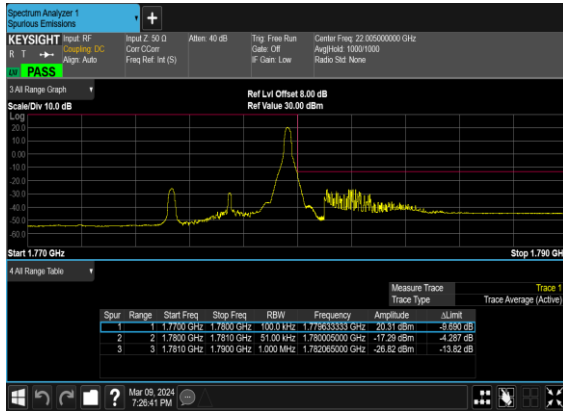 Spectrum Analyzer 1
Spurious Emissions
+
KEYSIGHT Input: RF Input Z: 50 Ω Atten: 40 dB Trig: Free Run Center Freq: 22.005000000 GHz
R T Coupling: DC Corr CCorr Gate: Off Avg|Hold: 1000/1000
Align: Auto Freq Ref: Int (S) IF Gain: Low Radio Std: None
PASS
3 All Range Graph
Ref Lvl Offset 8.00 dB
Scale/Div 10.0 dB Ref Value 30.00 dBm
Log
20.0
10.0
0.00
-10.0
-20.0
-30.0
-40.0
-50.0
-60.0
Start 1.770 GHz Stop 1.790 GH
4 All Range Table
Measure Trace Trace 1
Trace Type Trace Average (Active)
Spur Range Start Freq Stop Freq RBW Frequency Amplitude ΔLimit
1 1 1.7700 GHz 1.7800 GHz 100.0 kHz 1.779633333 GHz 20.31 dBm -9.690 dB
2 2 1.7800 GHz 1.7810 GHz 51.00 kHz 1.780005000 GHz -17.29 dBm -4.287 dB
3 3 1.7810 GHz 1.7900 GHz 1.000 MHz 1.782065000 GHz -26.82 dBm -13.82 dB
?
Mar 09, 2024
7:26:41 PM